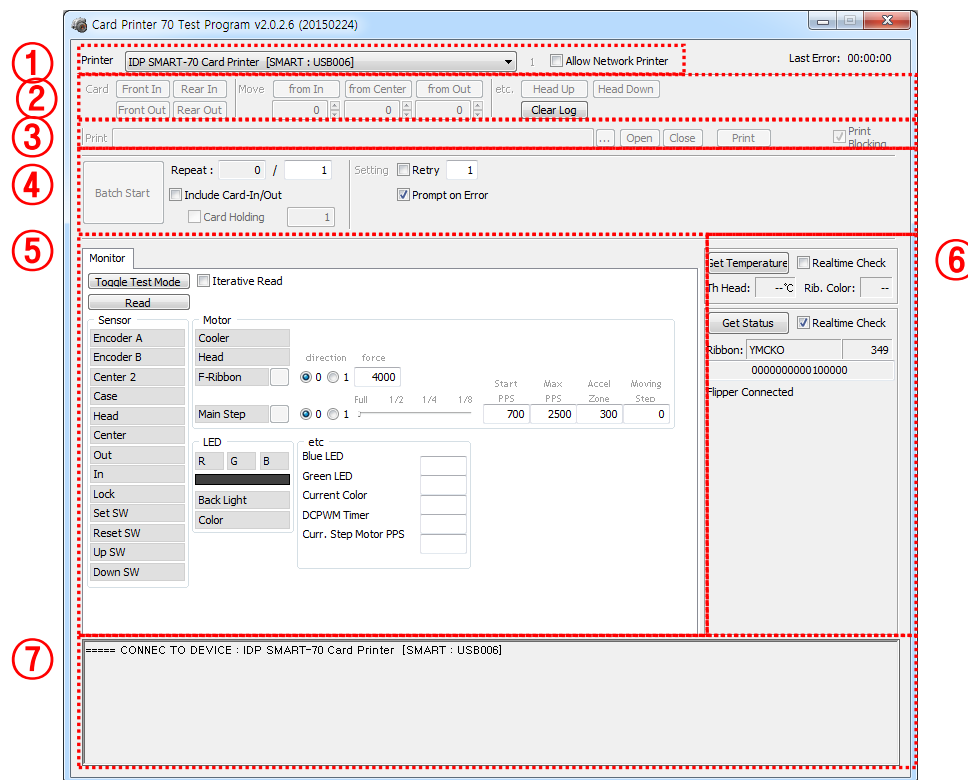 Card Printer 70 Test Program v2.0.2.6 (20150224)
① Printer IDP SMART-70 Card Printer [SMART : USB006] 1 Allow Network Printer Last Error: 00:00:00
② Card Front In Rear In Move from In from Center from Out etc. Head Up Head Down
Front Out Rear Out 0 0 0 Clear Log
③ Print ... Open Close Print Print Blocking
④ Batch Start Repeat : 0 / 1 Setting Retry 1
Include Card-In/Out Prompt on Error
Card Holding 1
⑤ ⑥
Monitor
Toggle Test Mode Iterative Read
Read
Sensor
Encoder A
Encoder B
Center 2
Case
Head
Center
Out
In
Lock
Set SW
Reset SW
Up SW
Down SW
Motor
Cooler
Head direction force
F-Ribbon 0 1 4000
Full 1/2 1/4 1/8 Start PPS Max PPS Accel Zone Moving Step
Main Step 0 1 700 2500 300 0
LED
R G B
Back Light
Color
etc
Blue LED
Green LED
Current Color
DCPWM Timer
Curr. Step Motor PPS
Get Temperature Realtime Check
Th Head: --℃ Rib. Color: --
Get Status Realtime Check
Ribbon: YMCKO 349
0000000000100000
Flipper Connected
⑦ ===== CONNEC TO DEVICE : IDP SMART-70 Card Printer [SMART : USB006]